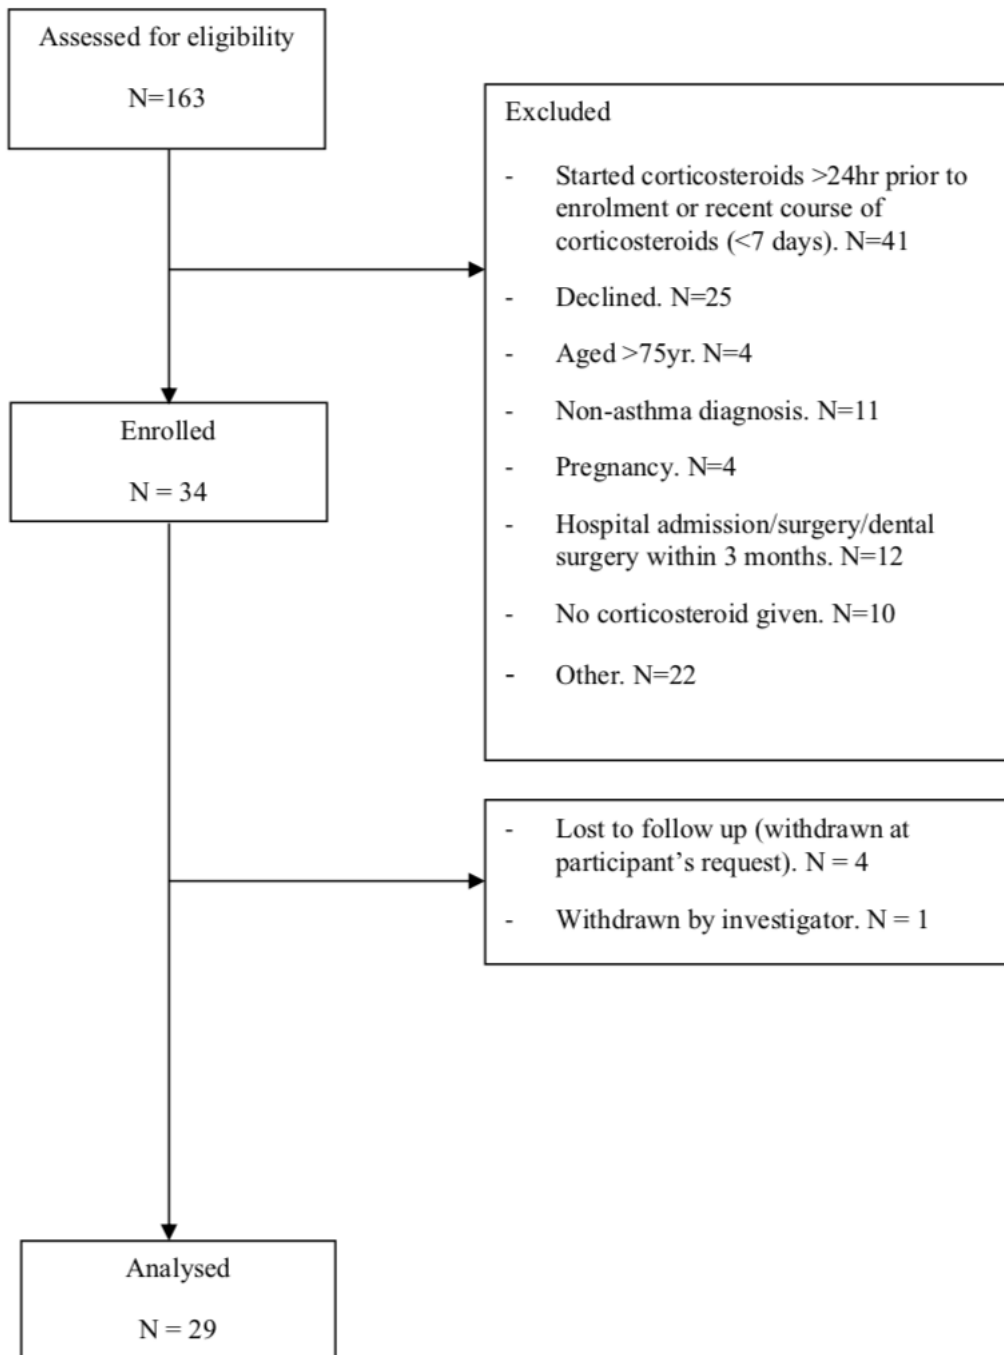 Assessed for eligibility
N=163
Excluded
- Started corticosteroids >24hr prior to
enrolment or recent course of
corticosteroids (<7 days). N=41
- Declined. N=25
- Aged >75yr. N=4
- Non-asthma diagnosis. N=11
- Pregnancy. N=4
- Hospital admission/surgery/dental
surgery within 3 months. N=12
- No corticosteroid given. N=10
- Other. N=22
Enrolled
N = 34
- Lost to follow up (withdrawn at
participant’s request). N = 4
- Withdrawn by investigator. N = 1
Analysed
N = 29